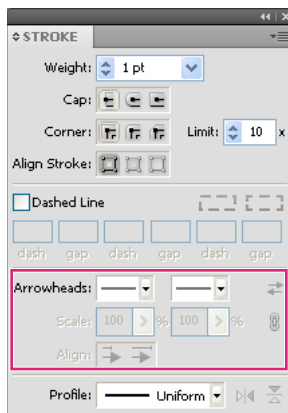 STROKE
Weight: 1 pt
Cap:
Corner: Limit: 10 x
Align Stroke:
Dashed Line
dash gap dash gap dash gap
Arrowheads:
Scale: 100 % 100 %
Align:
Profile: Uniform